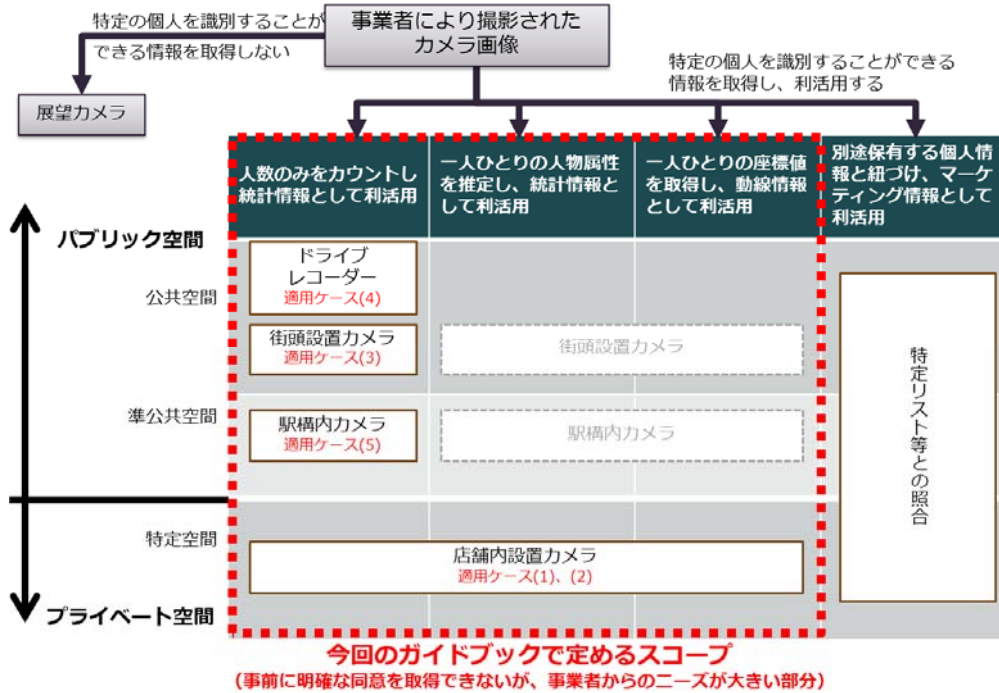 特定の個人を識別することが
できる情報を取得しない
事業者により撮影された
カメラ画像
特定の個人を識別することができる
情報を取得し、利活用する
展望カメラ
人数のみをカウントし
統計情報として利活用
一人ひとりの人物属性
を推定し、統計情報と
して利活用
一人ひとりの座標値
を取得し、動線情報
として利活用
別途保有する個人情
報と紐づけ、マーケ
ティング情報として
利活用
パブリック空間
公共空間
ドライブ
レコーダー
適用ケース(4)
街頭設置カメラ
適用ケース(3)
街頭設置カメラ
準公共空間
駅構内カメラ
適用ケース(5)
駅構内カメラ
特定リスト等との照合
特定空間
店舗内設置カメラ
適用ケース(1)、(2)
プライベート空間
今回のガイドブックで定めるスコープ
(事前に明確な同意を取得できないが、事業者からのニーズが大きい部分)